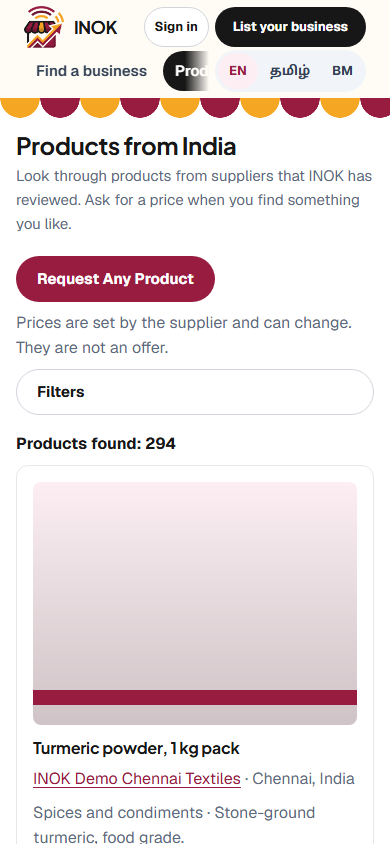 INOK
Sign in
List your business
Find a business
EN
தமிழ்
BM
Products from India
Look through products from suppliers that INOK has
reviewed. Ask for a price when you find something
you like.
Request Any Product
Prices are set by the supplier and can change.
They are not an offer.
Filters
Products found: 294
Turmeric powder, 1 kg pack
INOK Demo Chennai Textiles · Chennai, India
Spices and condiments · Stone-ground
turmeric, food grade.